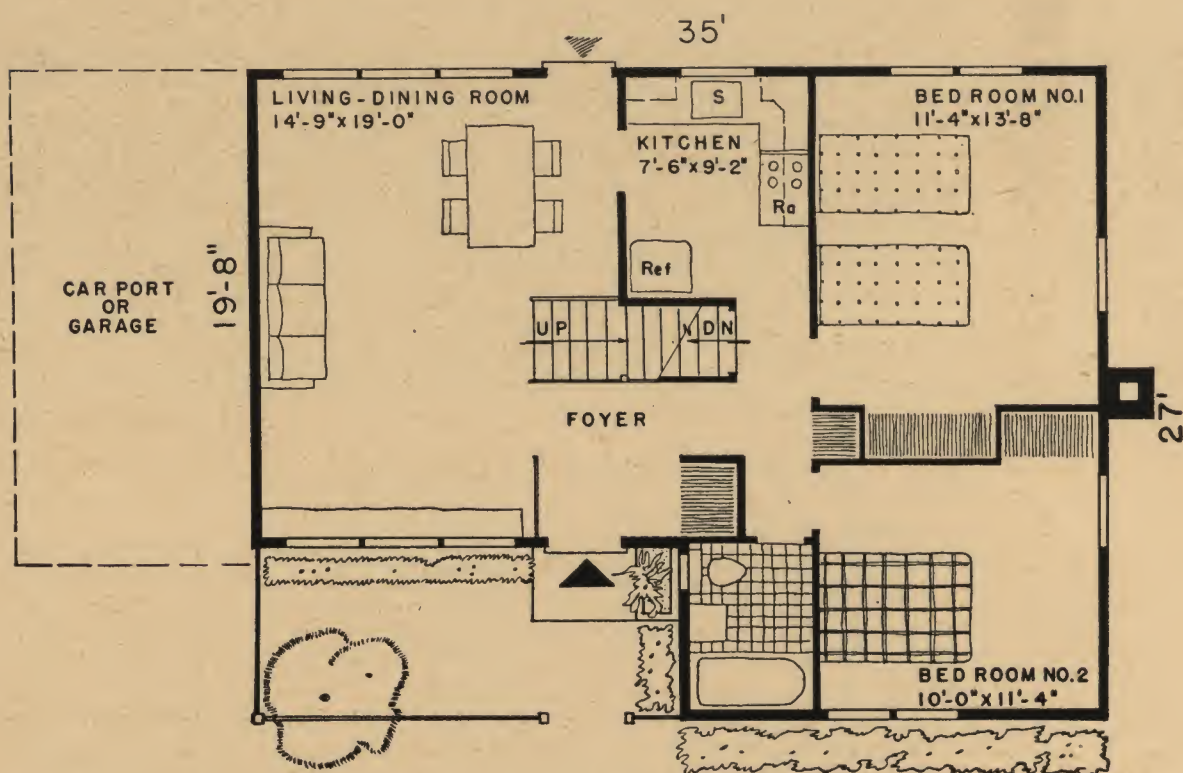 35'
LIVING-DINING ROOM
14'-9"x19'-0"
S
KITCHEN
7'-6"x9'-2"
Ra
Ref
BED ROOM NO.1
11'-4"x13'-8"
CAR PORT
OR
GARAGE
19'-8"
UP
DN
FOYER
27'
BED ROOM NO.2
10'-0"x11'-4"